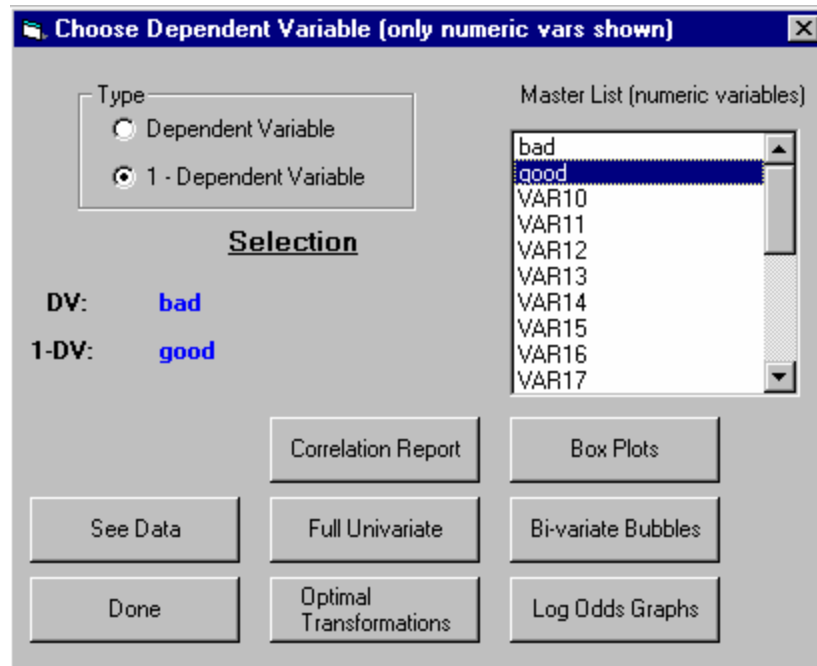 Choose Dependent Variable (only numeric vars shown)
Type
Dependent Variable
1 - Dependent Variable
Selection
DV: bad
1-DV: good
Master List (numeric variables)
bad
good
VAR10
VAR11
VAR12
VAR13
VAR14
VAR15
VAR16
VAR17
Correlation Report
Box Plots
See Data
Full Univariate
Bi-variate Bubbles
Done
Optimal
Transformations
Log Odds Graphs